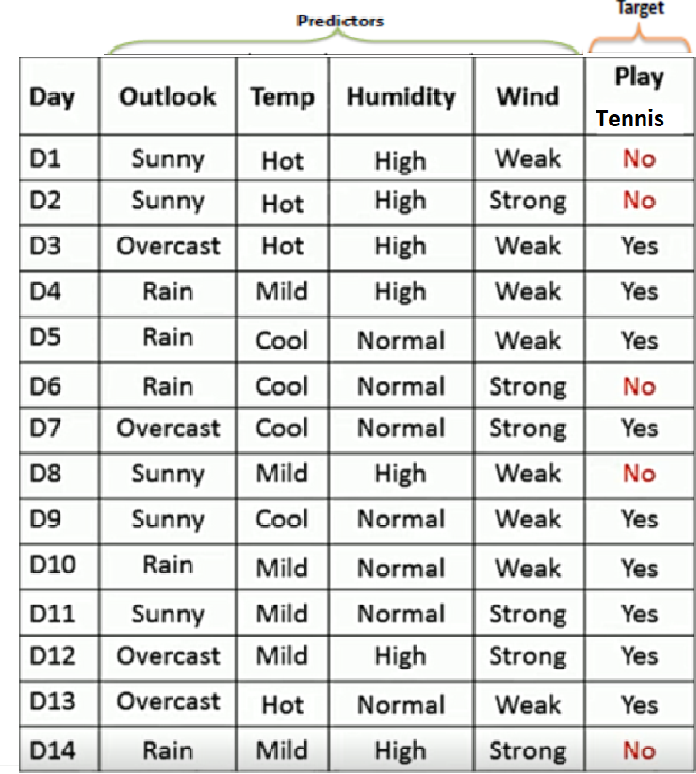 Predictors Target
Day Outlook Temp Humidity Wind Play Tennis
D1 Sunny Hot High Weak No
D2 Sunny Hot High Strong No
D3 Overcast Hot High Weak Yes
D4 Rain Mild High Weak Yes
D5 Rain Cool Normal Weak Yes
D6 Rain Cool Normal Strong No
D7 Overcast Cool Normal Strong Yes
D8 Sunny Mild High Weak No
D9 Sunny Cool Normal Weak Yes
D10 Rain Mild Normal Weak Yes
D11 Sunny Mild Normal Strong Yes
D12 Overcast Mild High Strong Yes
D13 Overcast Hot Normal Weak Yes
D14 Rain Mild High Strong No